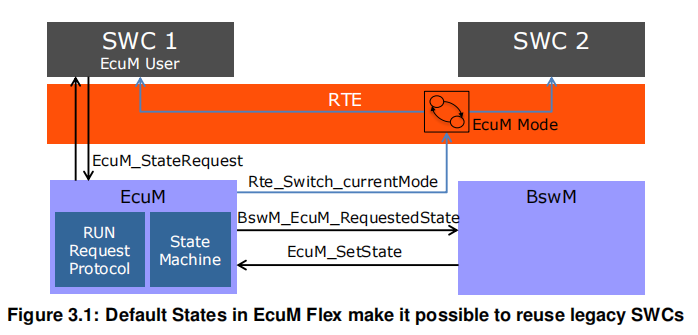 SWC 1
EcuM User
SWC 2
RTE
EcuM Mode
EcuM_StateRequest
Rte_Switch_currentMode
EcuM
BswM
RUN
Request
Protocol
State
Machine
BswM_EcuM_RequestedState
EcuM_SetState
Figure 3.1: Default States in EcuM Flex make it possible to reuse legacy SWCs